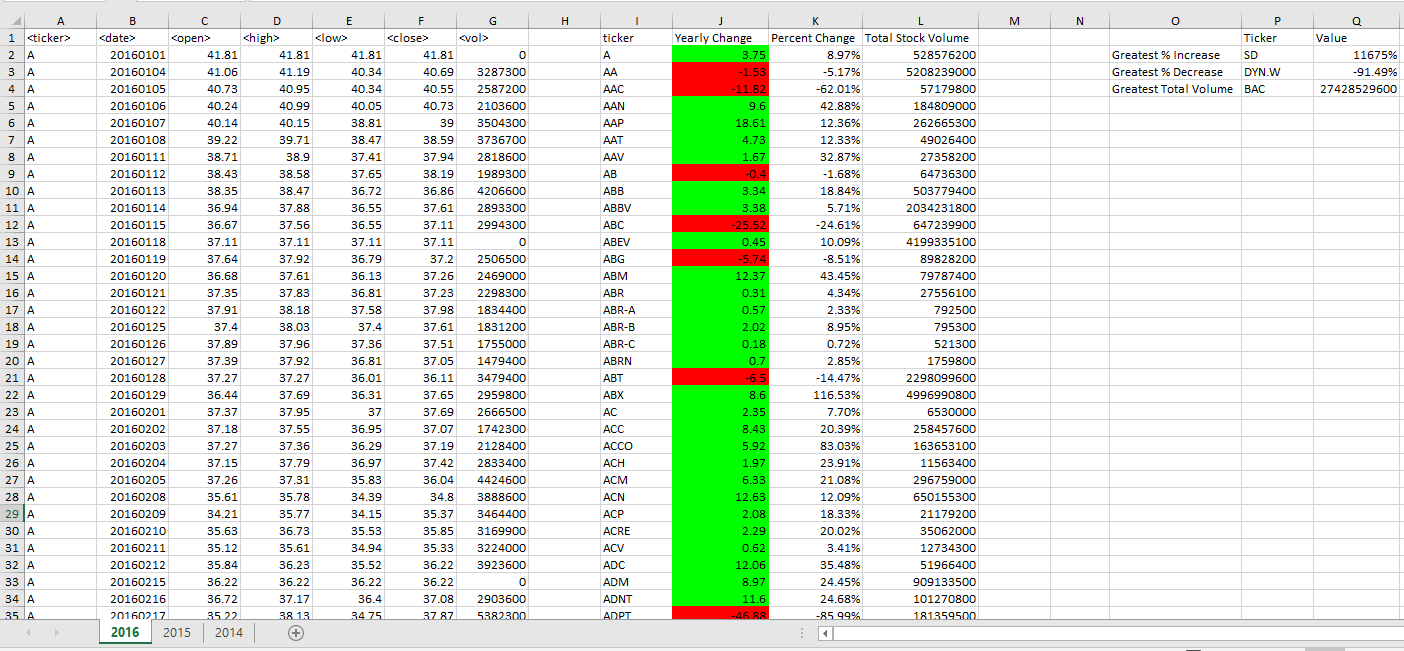 A B C D E F G H I J K L M N O P Q
1 <ticker> <date> <open> <high> <low> <close> <vol> ticker Yearly Change Percent Change Total Stock Volume Ticker Value
2 A 20160101 41.81 41.81 41.81 41.81 0 A 3.75 8.97% 528576200 Greatest % Increase SD 11675%
3 A 20160104 41.06 41.19 40.34 40.69 3287300 AA -1.53 -5.17% 5208239000 Greatest % Decrease DYN.W -91.49%
4 A 20160105 40.73 40.95 40.34 40.55 2587200 AAC -11.82 -62.01% 57179800 Greatest Total Volume BAC 27428529600
5 A 20160106 40.24 40.99 40.05 40.73 2103600 AAN 9.6 42.88% 184809000
6 A 20160107 40.14 40.15 38.81 39 3504300 AAP 18.61 12.36% 262665300
7 A 20160108 39.22 39.71 38.47 38.59 3736700 AAT 4.73 12.33% 49026400
8 A 20160111 38.71 38.9 37.41 37.94 2818600 AAV 1.67 32.87% 27358200
9 A 20160112 38.43 38.58 37.65 38.19 1989300 AB -0.4 -1.68% 64736300
10 A 20160113 38.35 38.47 36.72 36.86 4206600 ABB 3.34 18.84% 503779400
11 A 20160114 36.94 37.88 36.55 37.61 2893300 ABBV 3.38 5.71% 2034231800
12 A 20160115 36.67 37.56 36.55 37.11 2994300 ABC -25.52 -24.61% 647239900
13 A 20160118 37.11 37.11 37.11 37.11 0 ABEV 0.45 10.09% 4199335100
14 A 20160119 37.64 37.92 36.79 37.2 2506500 ABG -5.74 -8.51% 89828200
15 A 20160120 36.68 37.61 36.13 37.26 2469000 ABM 12.37 43.45% 79787400
16 A 20160121 37.35 37.83 36.81 37.23 2298300 ABR 0.31 4.34% 27556100
17 A 20160122 37.91 38.18 37.58 37.98 1834400 ABR-A 0.57 2.33% 792500
18 A 20160125 37.4 38.03 37.4 37.61 1831200 ABR-B 2.02 8.95% 795300
19 A 20160126 37.89 37.96 37.36 37.51 1755000 ABR-C 0.18 0.72% 521300
20 A 20160127 37.39 37.92 36.81 37.05 1479400 ABRN 0.7 2.85% 1759800
21 A 20160128 37.27 37.27 36.01 36.11 3479400 ABT -6.5 -14.47% 2298099600
22 A 20160129 36.44 37.69 36.31 37.65 2959800 ABX 8.6 116.53% 4996990800
23 A 20160201 37.37 37.95 37 37.69 2666500 AC 2.35 7.70% 6530000
24 A 20160202 37.18 37.55 36.95 37.07 1742300 ACC 8.43 20.39% 258457600
25 A 20160203 37.27 37.36 36.29 37.19 2128400 ACCO 5.92 83.03% 163653100
26 A 20160204 37.15 37.79 36.97 37.42 2833400 ACH 1.97 23.91% 11563400
27 A 20160205 37.26 37.31 35.83 36.04 4424600 ACM 6.33 21.08% 296759000
28 A 20160208 35.61 35.78 34.39 34.8 3888600 ACN 12.63 12.09% 650155300
29 A 20160209 34.21 35.77 34.15 35.37 3464400 ACP 2.08 18.33% 21179200
30 A 20160210 35.63 36.73 35.53 35.85 3169900 ACRE 2.29 20.02% 35062000
31 A 20160211 35.12 35.61 34.94 35.33 3224000 ACV 0.62 3.41% 12734300
32 A 20160212 35.84 36.23 35.52 36.22 3923600 ADC 12.06 35.48% 51966400
33 A 20160215 36.22 36.22 36.22 36.22 0 ADM 8.97 24.45% 909133500
34 A 20160216 36.72 37.17 36.4 37.08 2903600 ADNT 11.6 24.68% 101270800
35 A 20160217 35.22 38.13 34.75 37.87 5382300 ADPT -46.88 -85.99% 181359500
2016 2015 2014